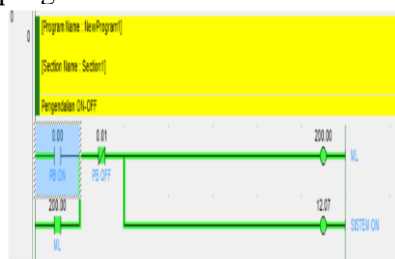 0
0
[Program Name : NewProgram1]
[Section Name : Section1]
Pengendalian ON-OFF
0.00 0.01 200.00
ML
PB ON PB OFF
200.00 12.07
SISTEM ON
ML